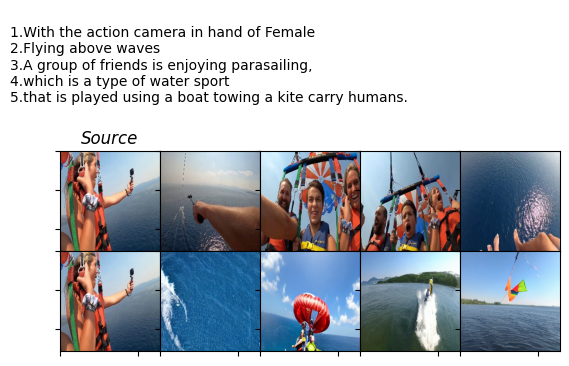 1.With the action camera in hand of Female
2.Flying above waves
3.A group of friends is enjoying parasailing,
4.which is a type of water sport
5.that is played using a boat towing a kite carry humans.
Source